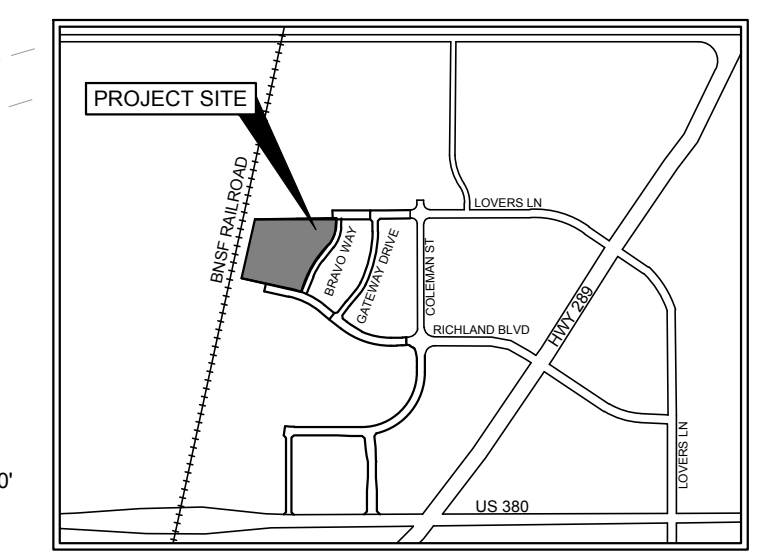 PROJECT SITE
BNSF RAILROAD
LOVERS LN
BRAVO WAY
GATEWAY DRIVE
COLEMAN ST
HWY 289
RICHLAND BLVD
LOVERS LN
0'
US 380